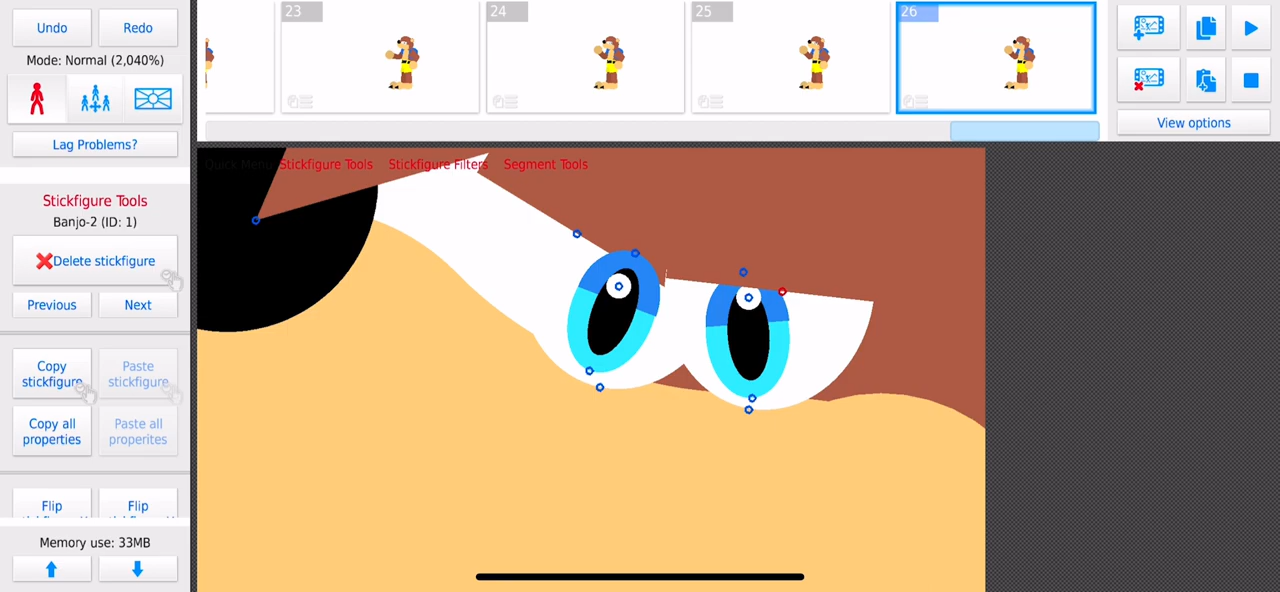 Undo
Redo
Mode: Normal (2,040%)
Lag Problems?
Stickfigure Tools
Banjo-2 (ID: 1)
❌Delete stickfigure
Previous
Next
Copy
stickfigure
Paste
stickfigure
Copy all
properties
Paste all
properites
Flip
Flip
Memory use: 33MB
23
24
25
26
View options
Quick Menu
Stickfigure Tools
Stickfigure Filters
Segment Tools